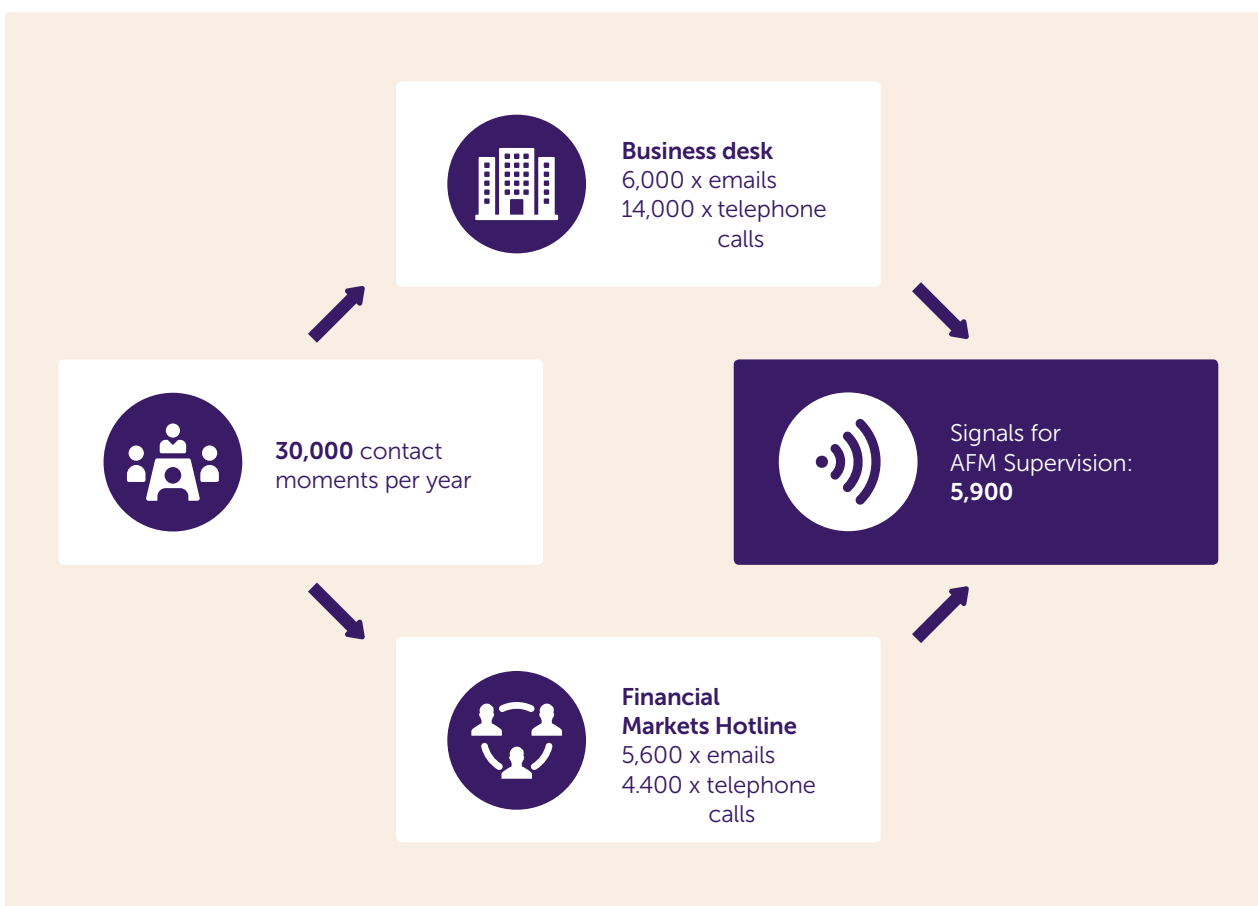 Business desk
6,000 x emails
14,000 x telephone
calls
30,000 contact
moments per year
Signals for
AFM Supervision:
5,900
Financial
Markets Hotline
5,600 x emails
4.400 x telephone
calls